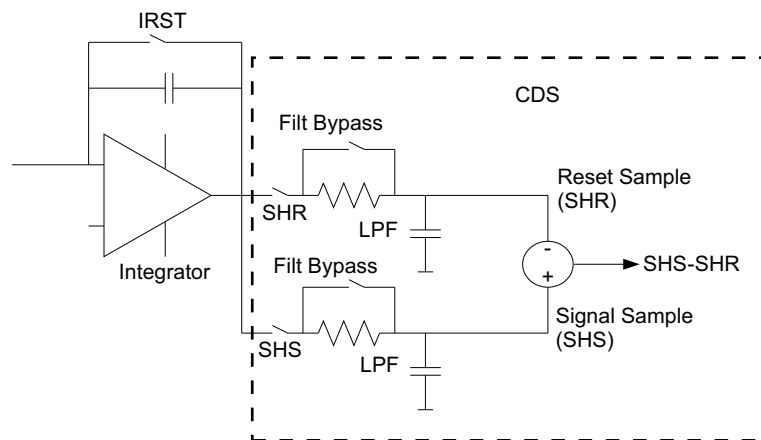 IRST
CDS
Filt Bypass
Reset Sample
(SHR)
SHR
LPF
-
+
SHS-SHR
Integrator
Filt Bypass
Signal Sample
(SHS)
SHS
LPF